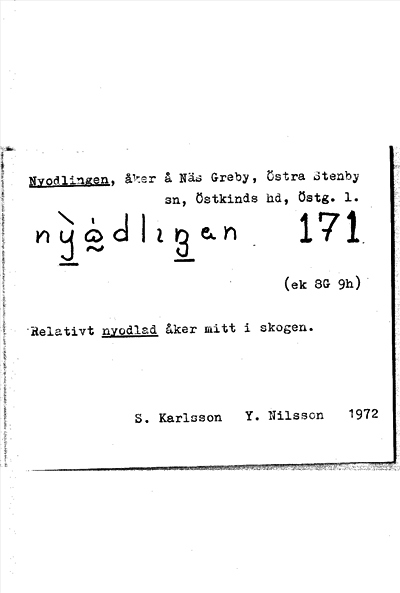 Nyodlingen, åker å Näs Greby, Östra Stenby
sn, Östkinds hd, Östg. l.
171
(ek 8G 9h)
Relativt nyodlad åker mitt i skogen.
S. Karlsson Y. Nilsson 1972